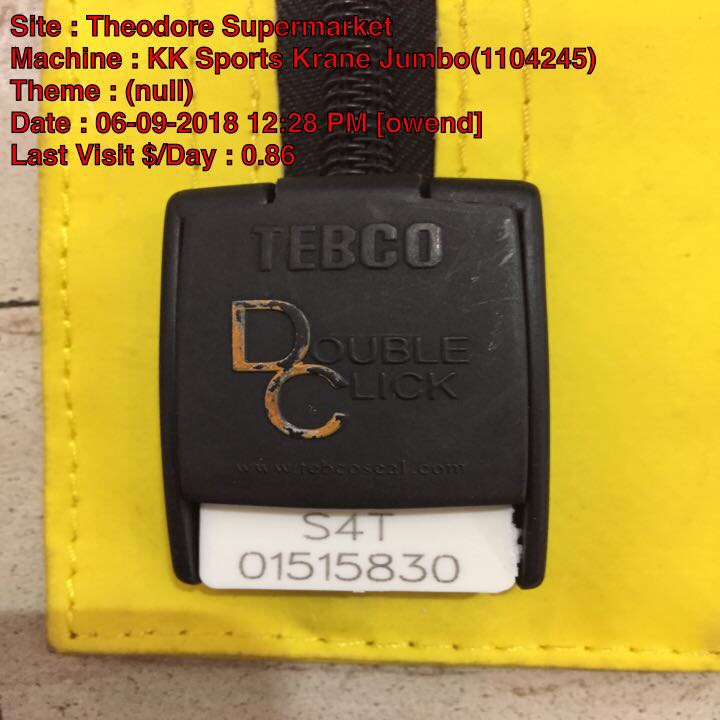 Site : Theodore Supermarket
Machine : KK Sports Krane Jumbo(1104245)
Theme : (null)
Date : 06-09-2018 12:28 PM [owend]
Last Visit $/Day : 0.86
TEBCO
DOUBLE
CLICK
www.tebcoseal.com
S4T
01515830